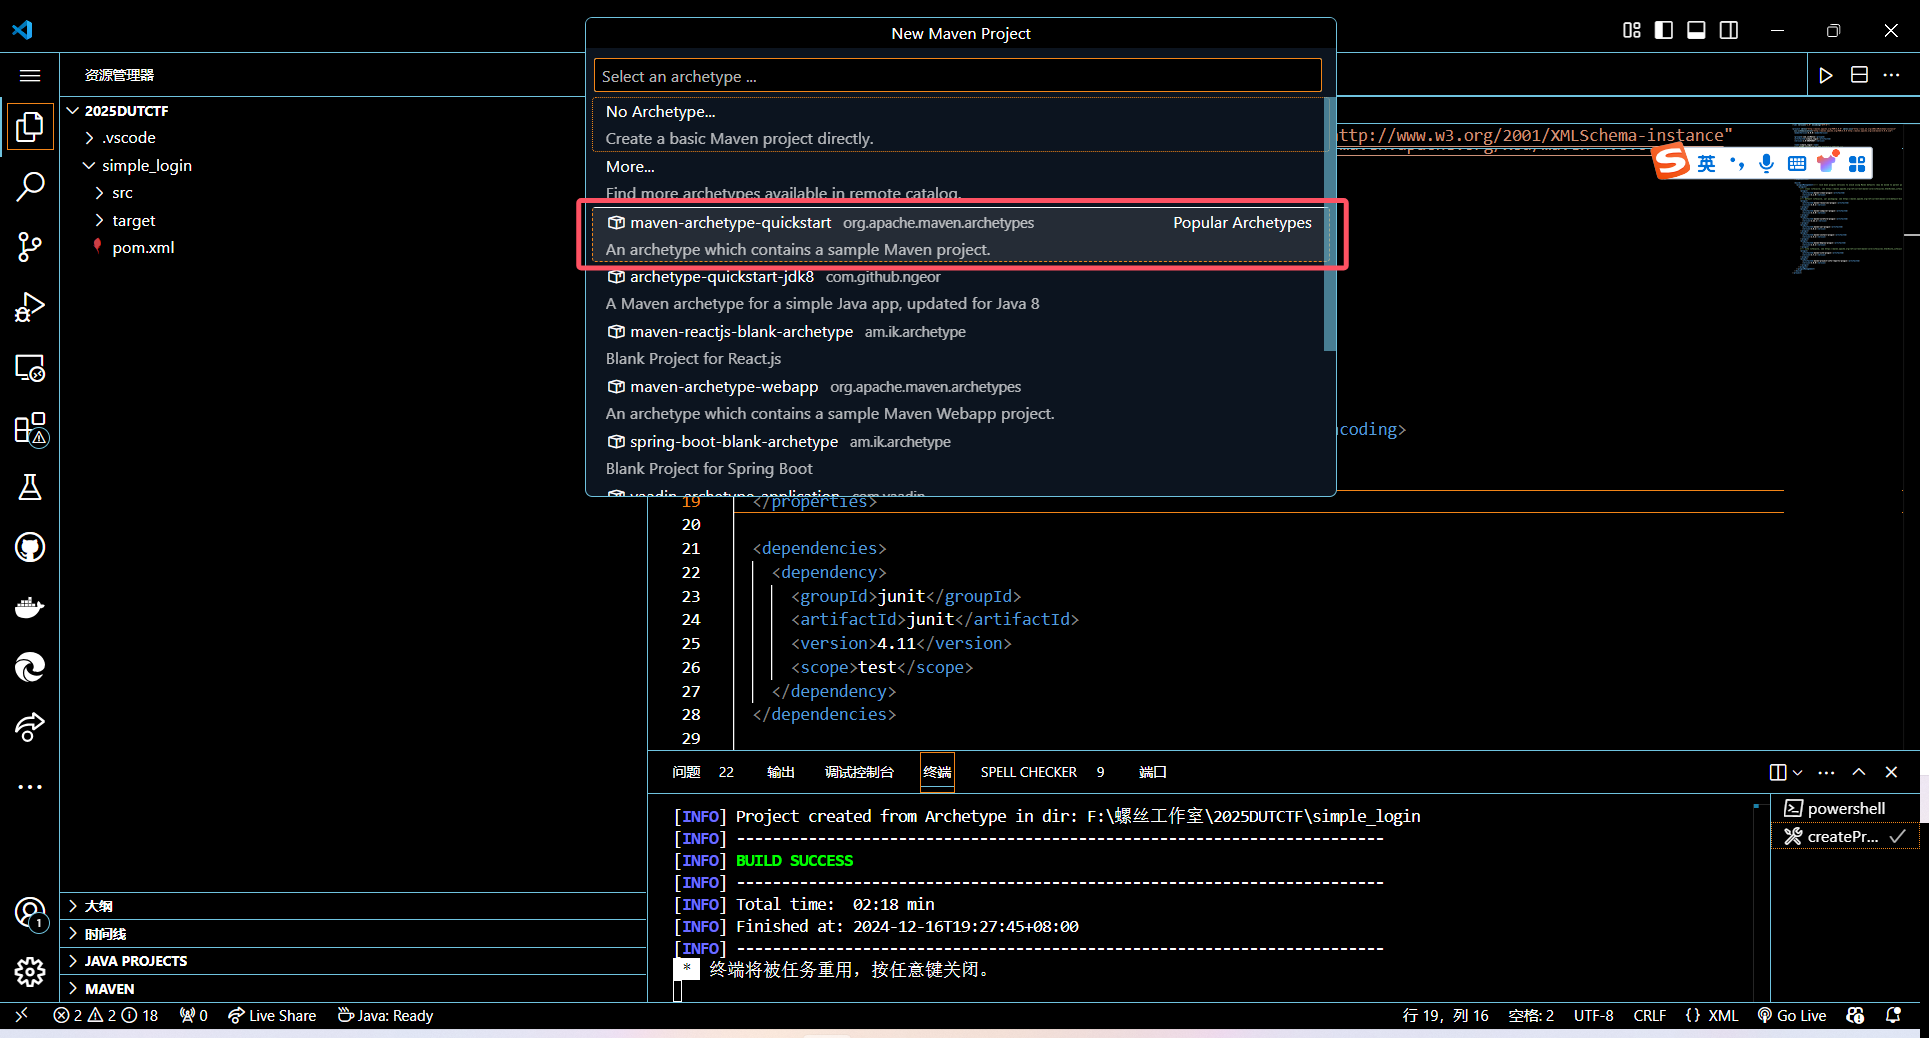 New Maven Project
Select an archetype ...
No Archetype...
Create a basic Maven project directly.
More...
Find more archetypes available in remote catalog.
maven-archetype-quickstart org.apache.maven.archetypes Popular Archetypes
An archetype which contains a sample Maven project.
archetype-quickstart-jdk8 com.github.ngeor
A Maven archetype for a simple Java app, updated for Java 8
maven-reactjs-blank-archetype am.ik.archetype
Blank Project for React.js
maven-archetype-webapp org.apache.maven.archetypes
An archetype which contains a sample Maven Webapp project.
spring-boot-blank-archetype am.ik.archetype
Blank Project for Spring Boot
vaadin-archetype-application com.vaadin
资源管理器
2025DUTCTF
.vscode
simple_login
src
target
pom.xml
大纲
时间线
JAVA PROJECTS
MAVEN
ttp://www.w3.org/2001/XMLSchema-instance"
英
coding>
19 </properties>
20
21 <dependencies>
22 <dependency>
23 <groupId>junit</groupId>
24 <artifactId>junit</artifactId>
25 <version>4.11</version>
26 <scope>test</scope>
27 </dependency>
28 </dependencies>
29
问题 22 输出 调试控制台 终端 SPELL CHECKER 9 端口
[INFO] Project created from Archetype in dir: F:\螺丝工作室\2025DUTCTF\simple_login
[INFO] ------------------------------------------------------------------------
[INFO] BUILD SUCCESS
[INFO] ------------------------------------------------------------------------
[INFO] Total time:  02:18 min
[INFO] Finished at: 2024-12-16T19:27:45+08:00
[INFO] ------------------------------------------------------------------------
* 终端将被任务重用，按任意键关闭。
powershell
createPr...
1
2 2 18 0 Live Share Java: Ready
行 19，列 16 空格: 2 UTF-8 CRLF {} XML Go Live